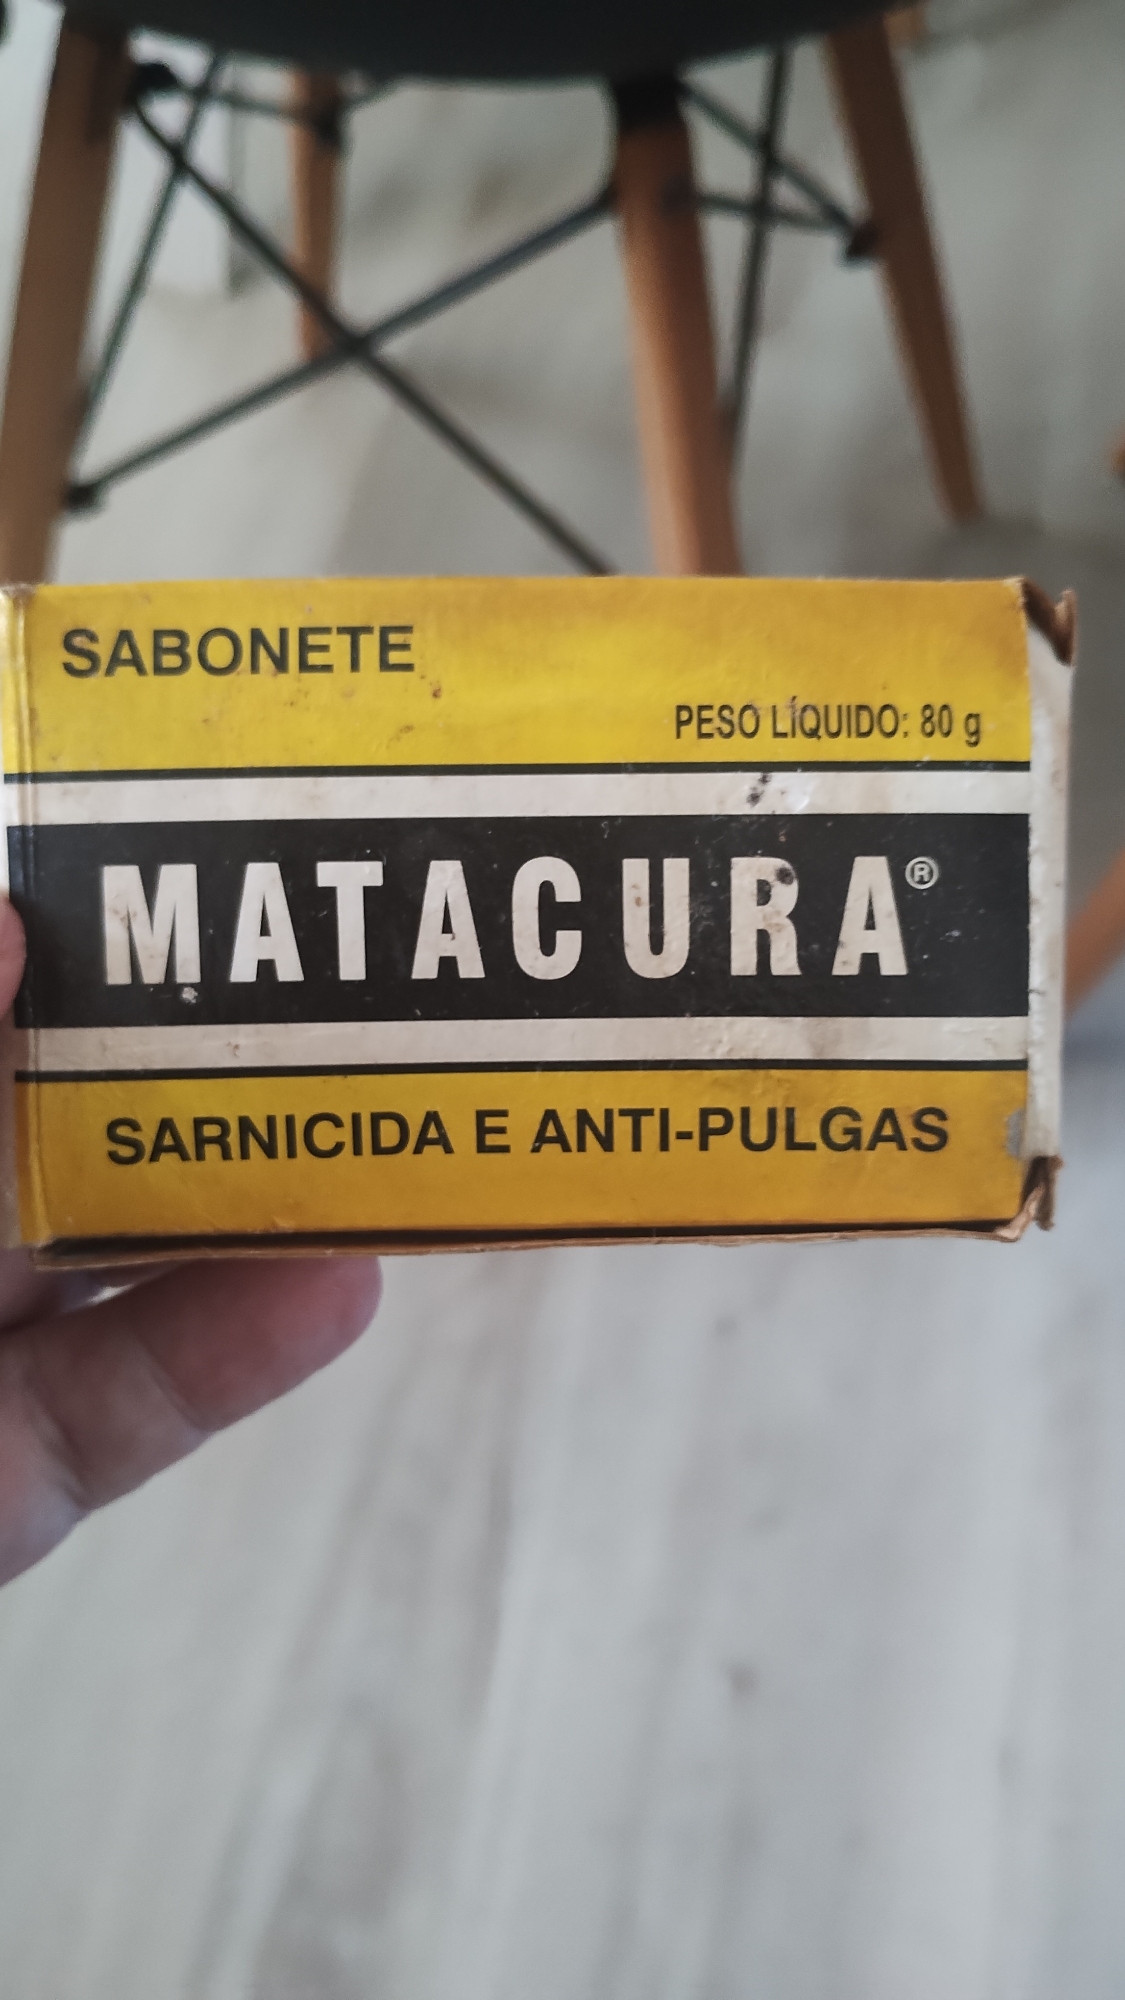 SABONETE
PESO LÍQUIDO: 80 g
MATACURA®
SARNICIDA E ANTI-PULGAS